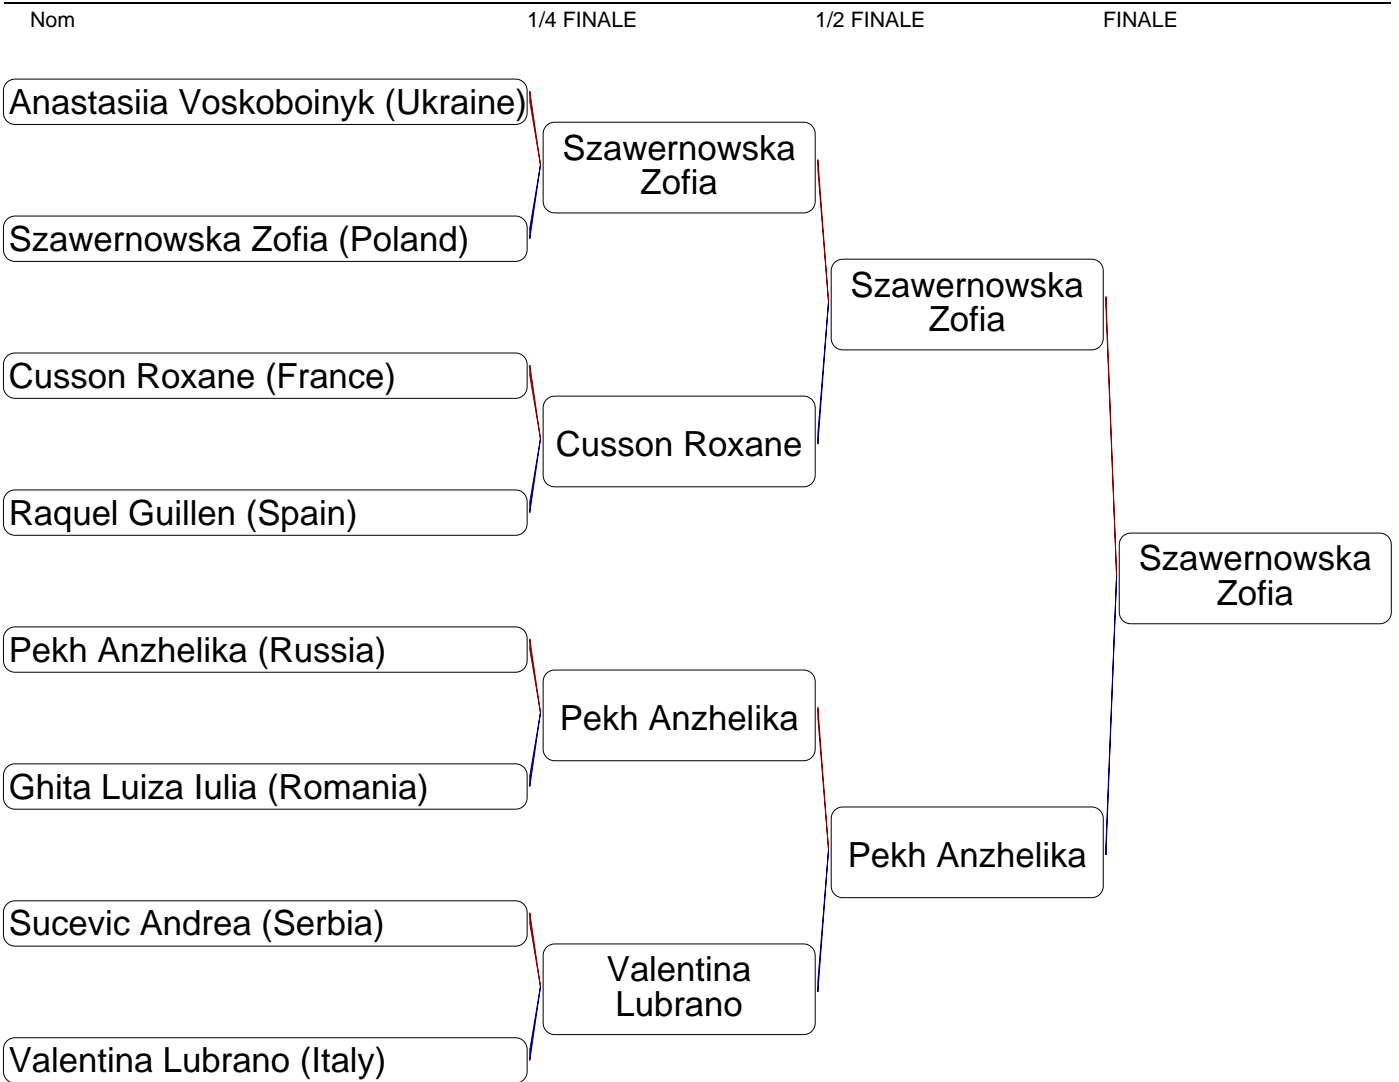 Nom 1/4 FINALE 1/2 FINALE FINALE
Anastasiia Voskoboinyk (Ukraine)
Szawernowska
Zofia
Szawernowska Zofia (Poland)
Szawernowska
Zofia
Cusson Roxane (France)
Cusson Roxane
Raquel Guillen (Spain)
Szawernowska
Zofia
Pekh Anzhelika (Russia)
Pekh Anzhelika
Ghita Luiza Iulia (Romania)
Pekh Anzhelika
Sucevic Andrea (Serbia)
Valentina
Lubrano
Valentina Lubrano (Italy)